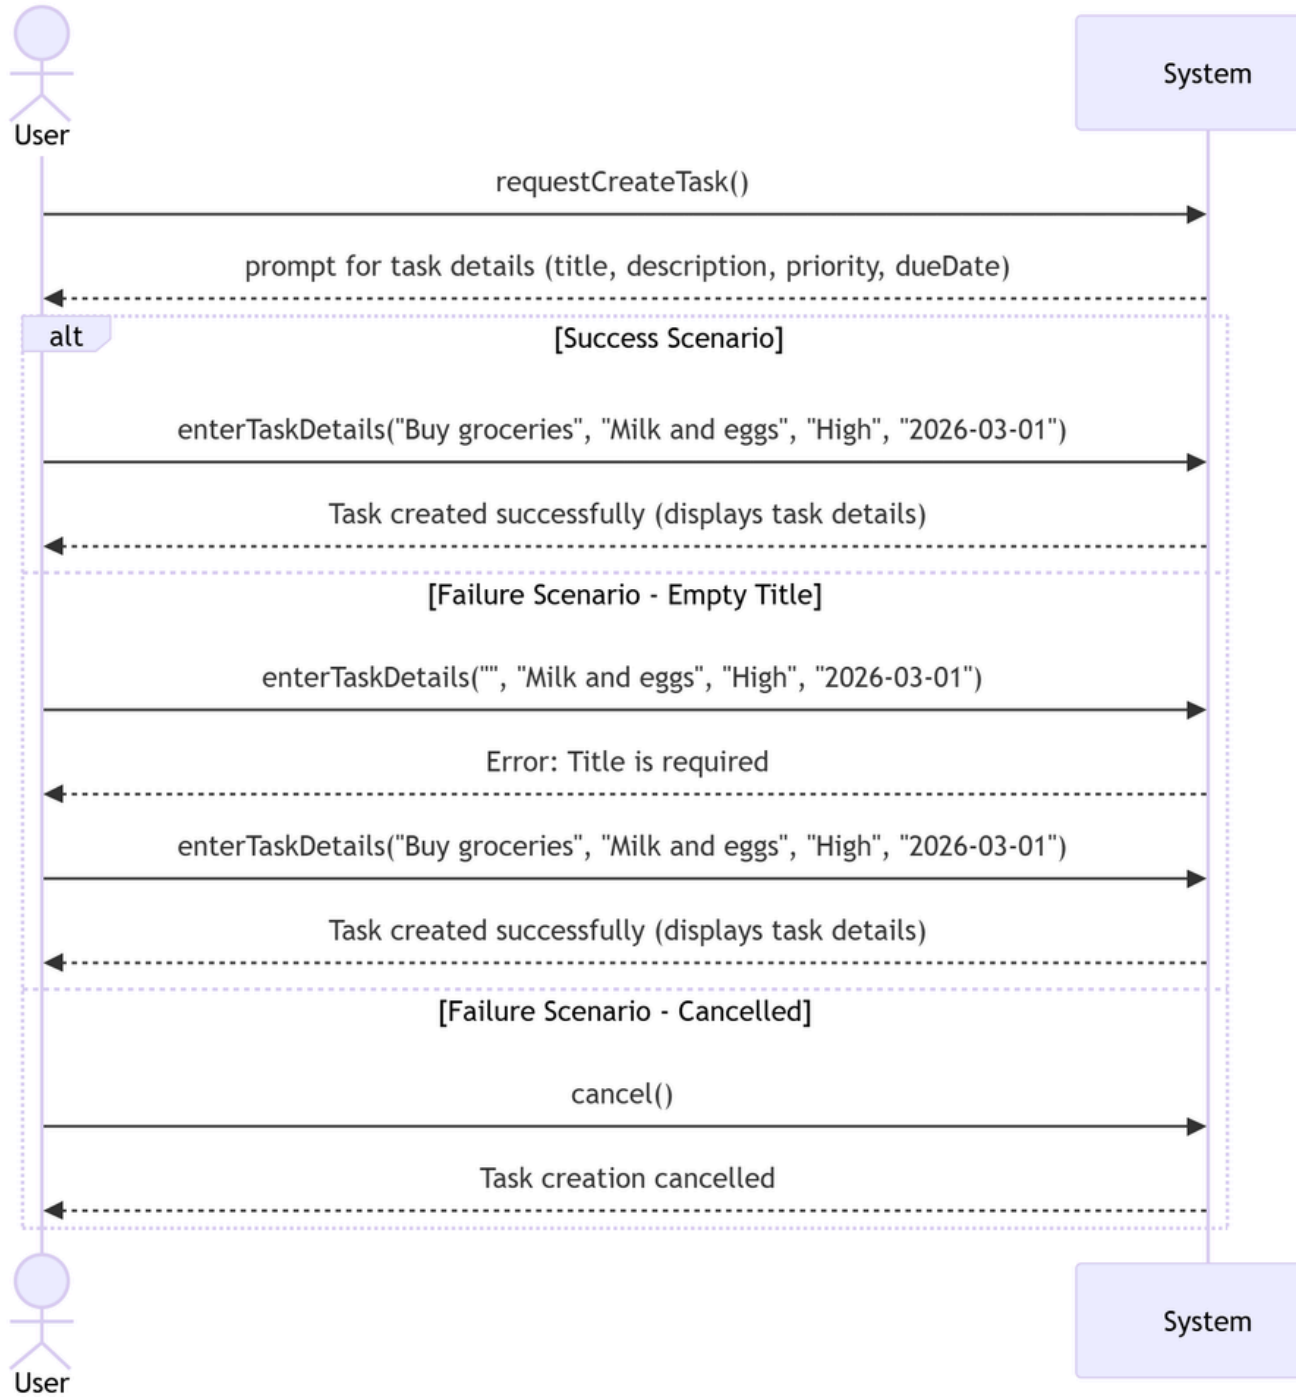 User
System
requestCreateTask()
prompt for task details (title, description, priority, dueDate)
alt
[Success Scenario]
enterTaskDetails("Buy groceries", "Milk and eggs", "High", "2026-03-01")
Task created successfully (displays task details)
[Failure Scenario - Empty Title]
enterTaskDetails("", "Milk and eggs", "High", "2026-03-01")
Error: Title is required
enterTaskDetails("Buy groceries", "Milk and eggs", "High", "2026-03-01")
Task created successfully (displays task details)
[Failure Scenario - Cancelled]
cancel()
Task creation cancelled
User
System